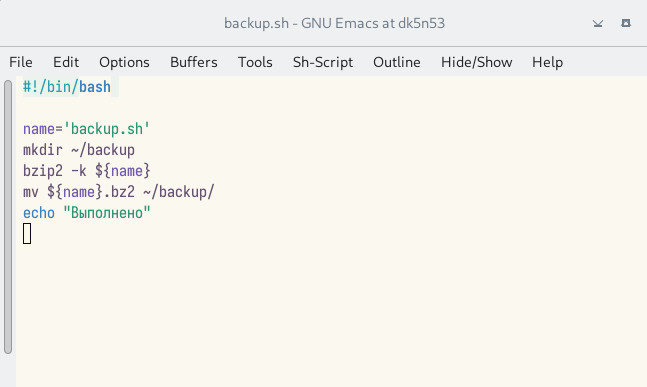 backup.sh - GNU Emacs at dk5n53
File Edit Options Buffers Tools Sh-Script Outline Hide/Show Help
#!/bin/bash
name='backup.sh'
mkdir ~/backup
bzip2 -k ${name}
mv ${name}.bz2 ~/backup/
echo "Выполнено"